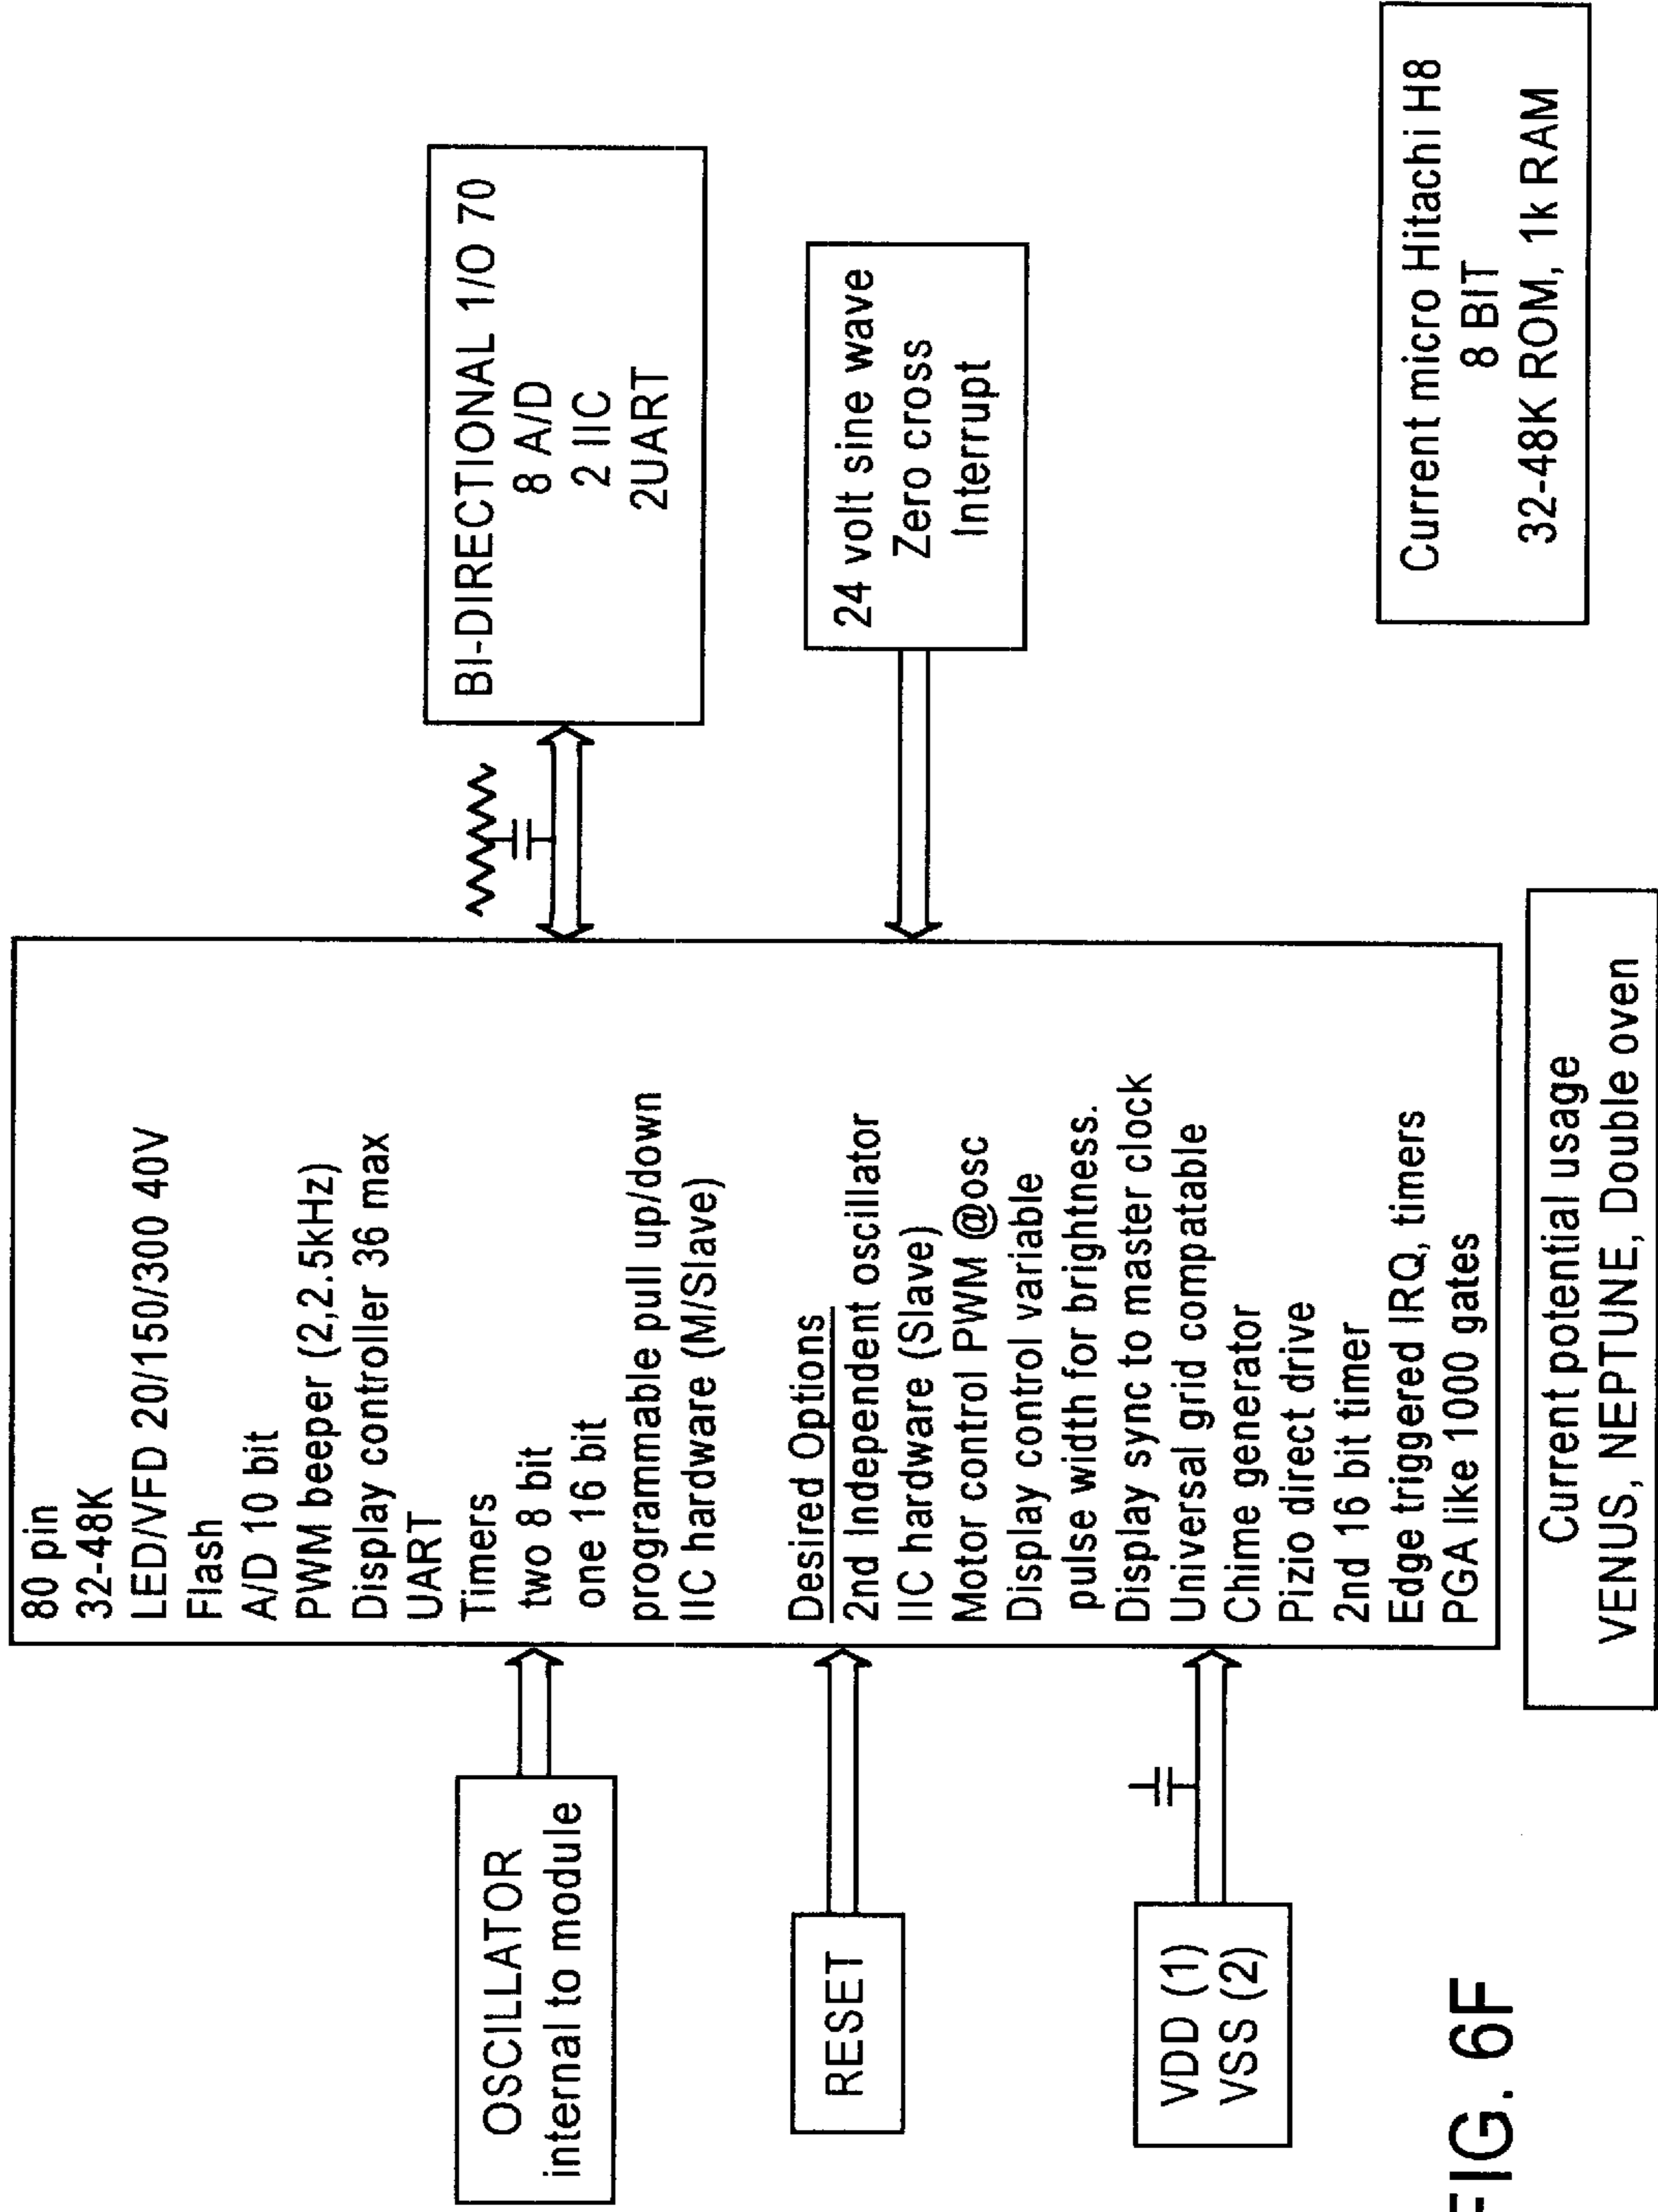 80 pin
32-48K
LED/VFD 20/150/300 40V
Flash
A/D 10 bit
PWM beeper (2,2.5kHz)
Display controller 36 max
UART
Timers
two 8 bit
one 16 bit
programmable pull up/down
IIC hardware (M/Slave)
Desired Options
2nd Independent oscillator
IIC hardware (Slave)
Motor control PWM @osc
Display control variable
pulse width for brightness.
Display sync to master clock
Universal grid compatable
Chime generator
Pizio direct drive
2nd 16 bit timer
Edge triggered IRQ, timers
PGA like 1000 gates
OSCILLATOR
internal to module
RESET
VDD (1)
VSS (2)
BI-DIRECTIONAL 1/O 70
8 A/D
2 IIC
2UART
24 volt sine wave
Zero cross
Interrupt
Current potential usage
VENUS, NEPTUNE, Double oven
Current micro Hitachi H8
8 BIT
32-48K ROM, 1k RAM
FIG. 6F